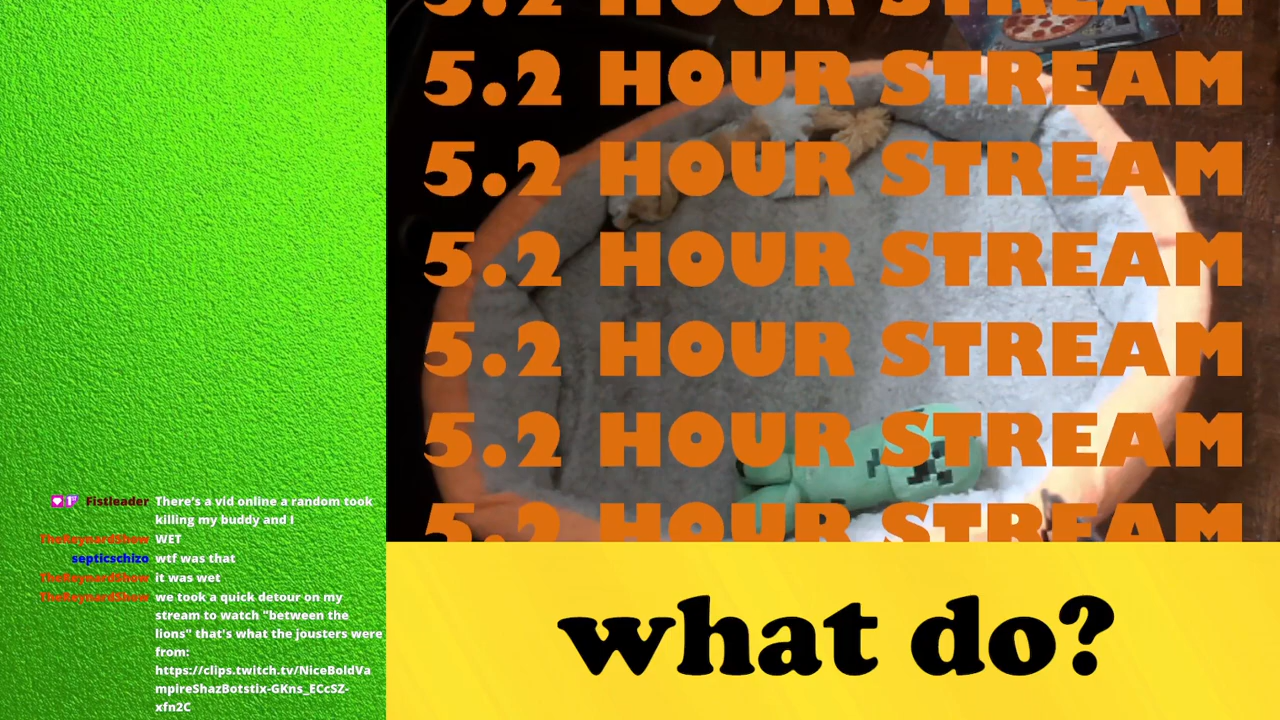 Fistleader There's a vid online a random took
killing my buddy and I
TheRaynardShow WET
septicschizo wtf was that
TheRaynardShow it was wet
TheRaynardShow we took a quick detour on my
stream to watch "between the
lions" that's what the jousters were
from:
https://clips.twitch.tv/NiceBoldVa
mpireShazBotstix-GKns_ECcSZ-
xfn2C
5.2 HOUR STREAM
5.2 HOUR STREAM
5.2 HOUR STREAM
5.2 HOUR STREAM
5.2 HOUR STREAM
5.2 HOUR STREAM
5.2 HOUR STREAM
what do?